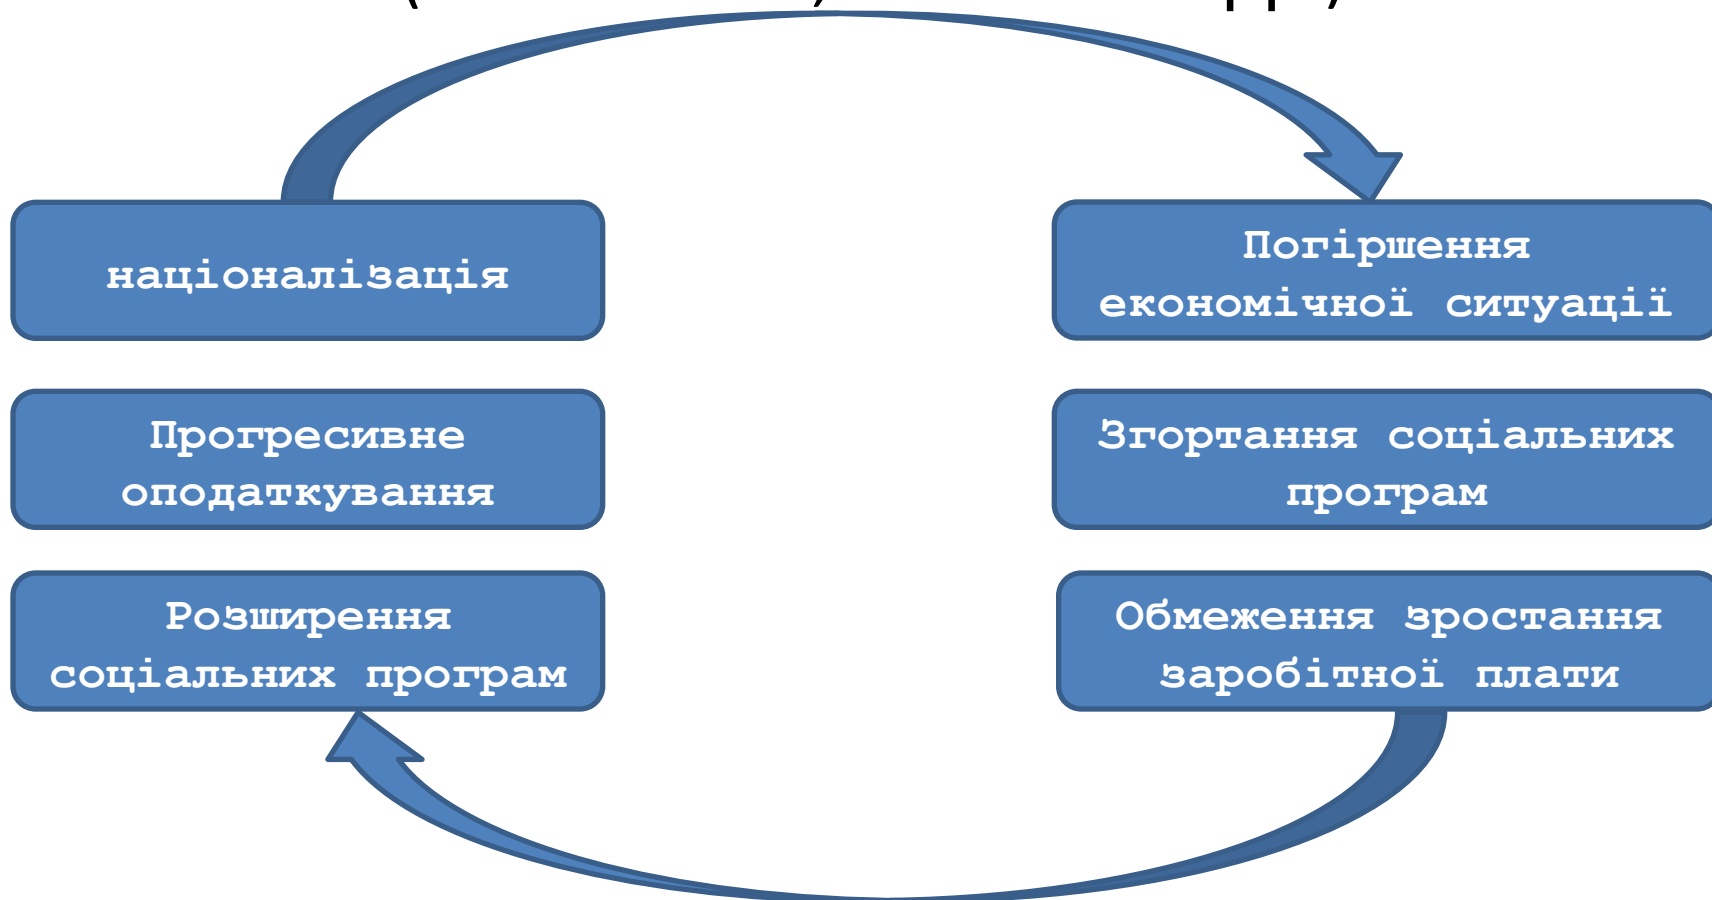 націоналізація
Погіршення
економічної ситуації
Прогресивне
оподаткування
Згортання соціальних
програм
Розширення
соціальних програм
Обмеження зростання
заробітної плати